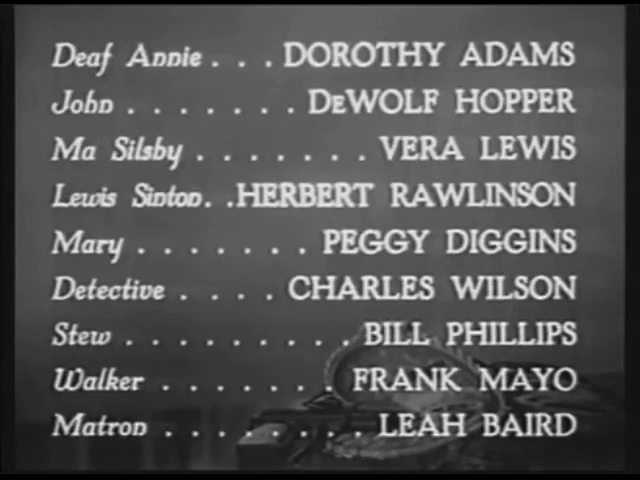 Deaf Annie . . . DOROTHY ADAMS
John . . . . . . . DEWOLF HOPPER
Ma Silsby . . . . . . . VERA LEWIS
Lewis Sinton. . .HERBERT RAWLINSON
Mary . . . . . . . PEGGY DIGGINS
Detective . . . . CHARLES WILSON
Stew . . . . . . . . . BILL PHILLIPS
Walker . . . . . . . FRANK MAYO
Matron . . . . . . . . LEAH BAIRD